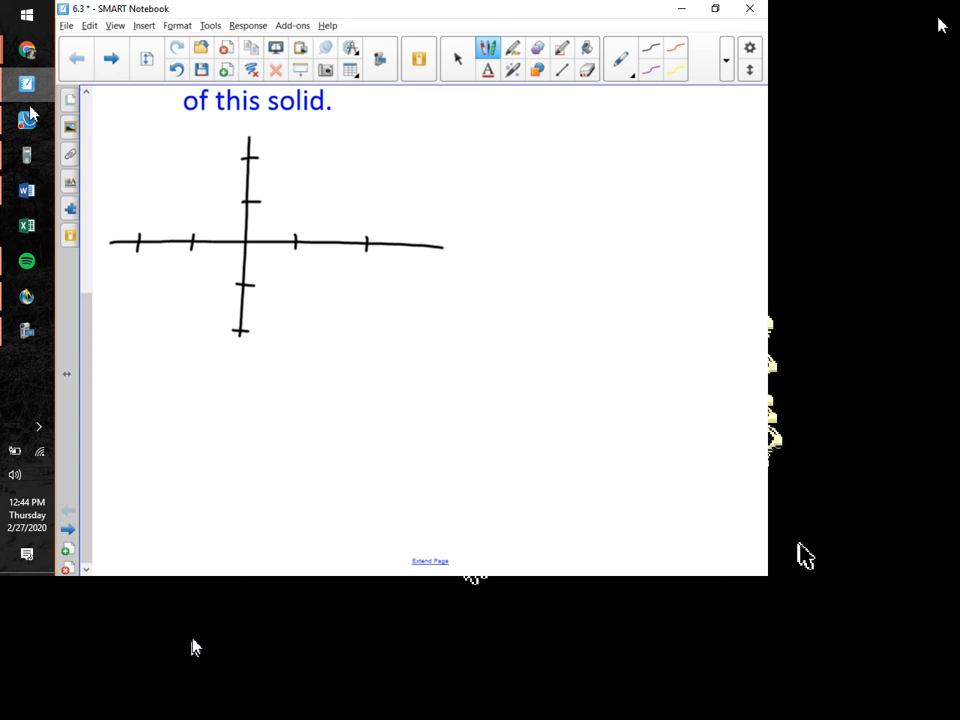 6.3 * - SMART Notebook
File Edit View Insert Format Tools Response Add-ons Help
of this solid.
12:44 PM
Thursday
2/27/2020
Extend Page